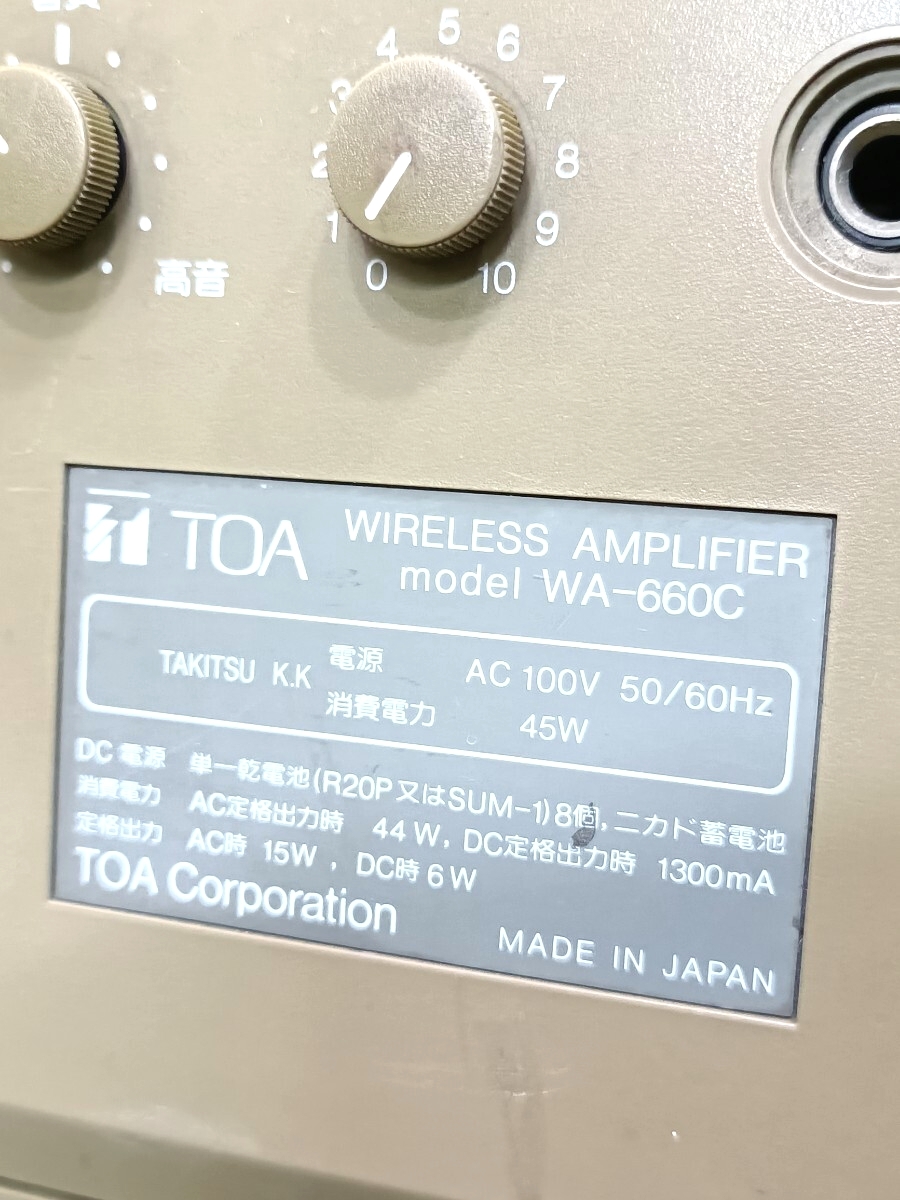 4 5 6
3 7
2 8
1 9
0 10
高音
TOA WIRELESS AMPLIFIER
model WA-660C
TAKITSU K.K
電源 AC 100V 50/60Hz
消費電力 45W
DC 電源 単一乾電池(R20P又はSUM-1)8個, ニカド蓄電池
消費電力 AC定格出力時 44W, DC定格出力時 1300mA
定格出力 AC時 15W, DC時 6W
TOA Corporation
MADE IN JAPAN